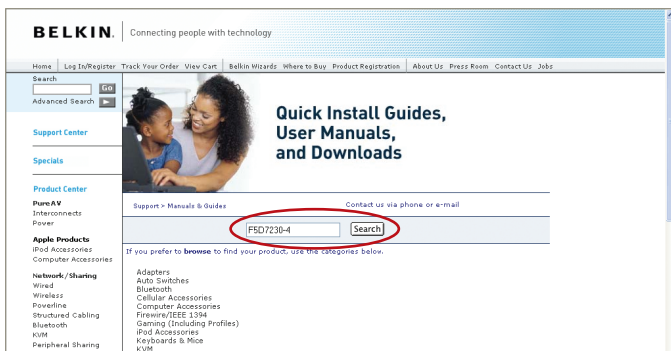 BELKIN. Connecting people with technology
Home Log In/Register Track Your Order View Cart Belkin Wizards Where to Buy Product Registration About Us Press Room Contact Us Jobs
Search
Go
Advanced Search
Support Center
Specials
Product Center
PureAV
Interconnects
Power
Apple Products
iPod Accessories
Computer Accessories
Network/Sharing
Wired
Wireless
Powerline
Structured Cabling
Bluetooth
KVM
Peripheral Sharing
Quick Install Guides,
User Manuals,
and Downloads
Support > Manuals & Guides
Contact us via phone or e-mail
F5D7230-4 Search
If you prefer to browse to find your product, use the categories below.
Adapters
Auto Switches
Bluetooth
Cellular Accessories
Computer Accessories
Firewire/IEEE 1394
Gaming (Including Profiles)
iPod Accessories
Keyboards & Mice
KVM